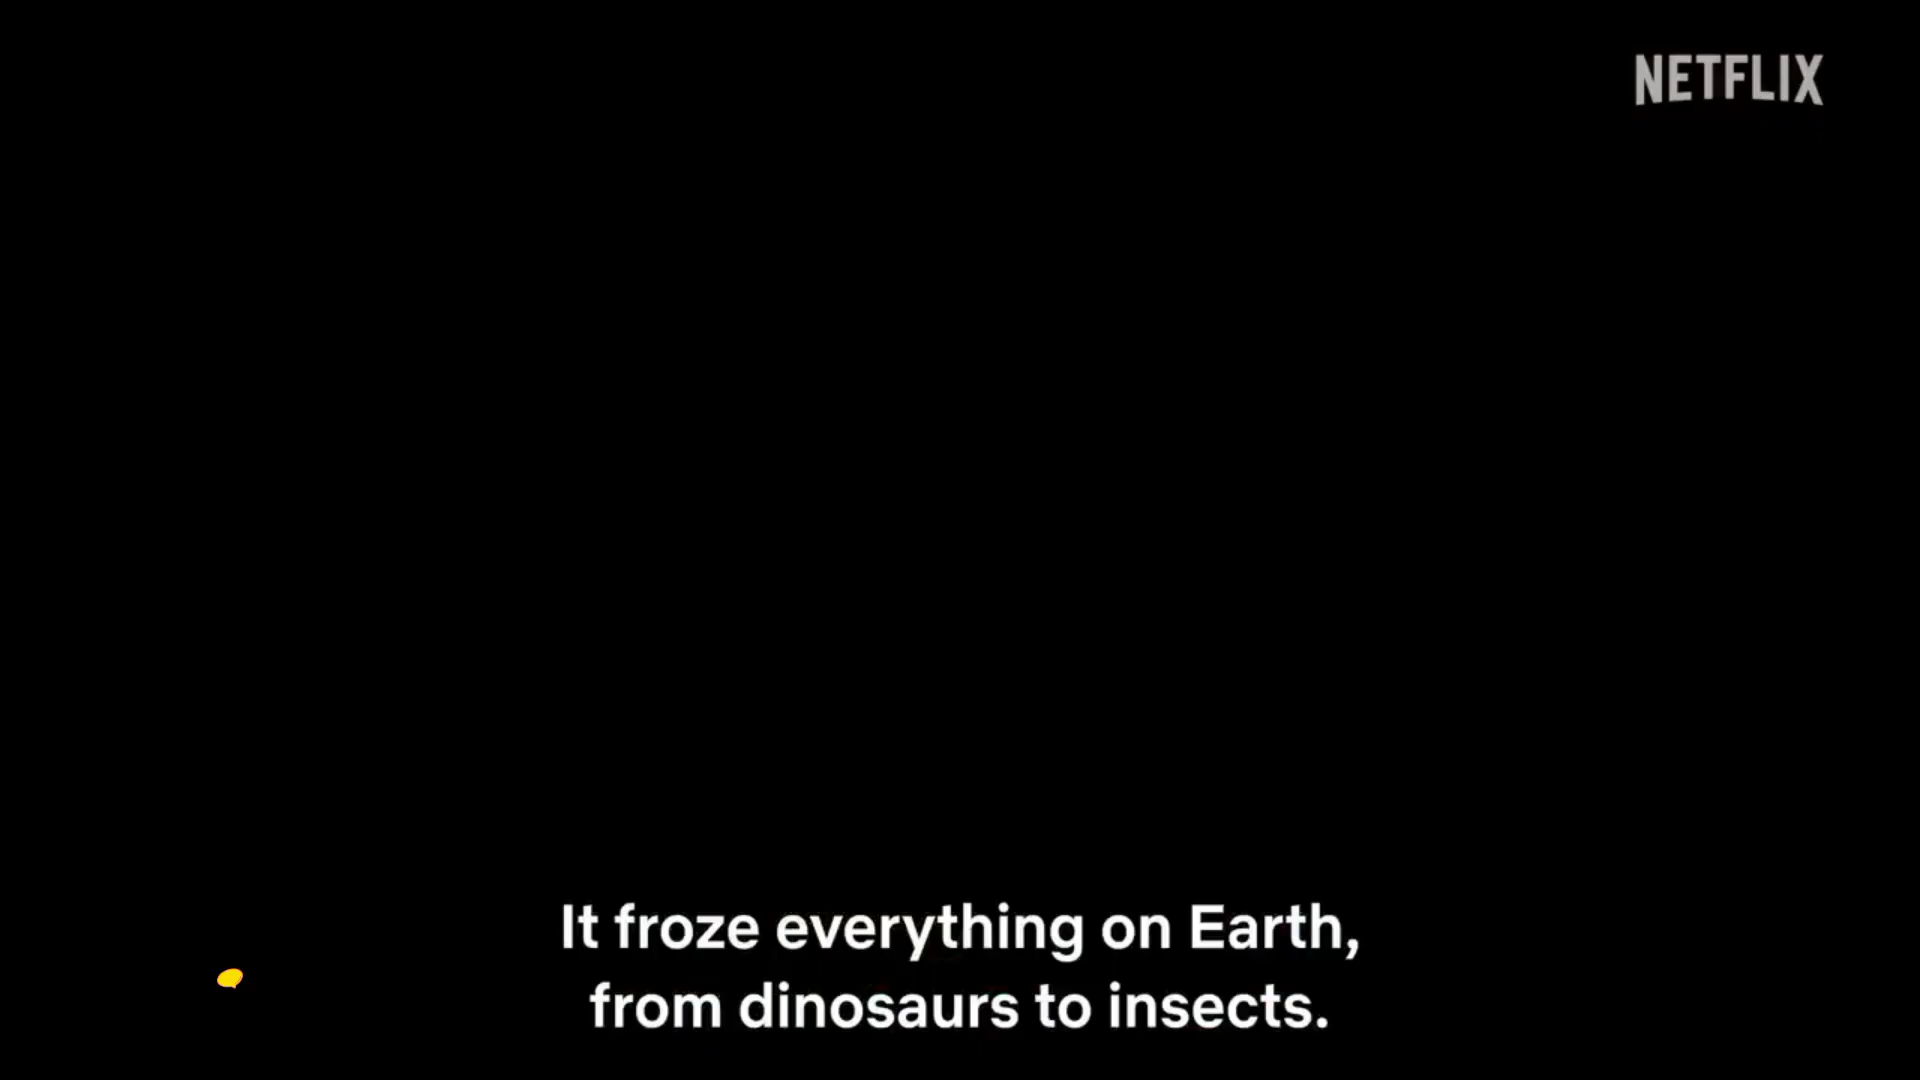 NETFLIX
It froze everything on Earth,
from dinosaurs to insects.